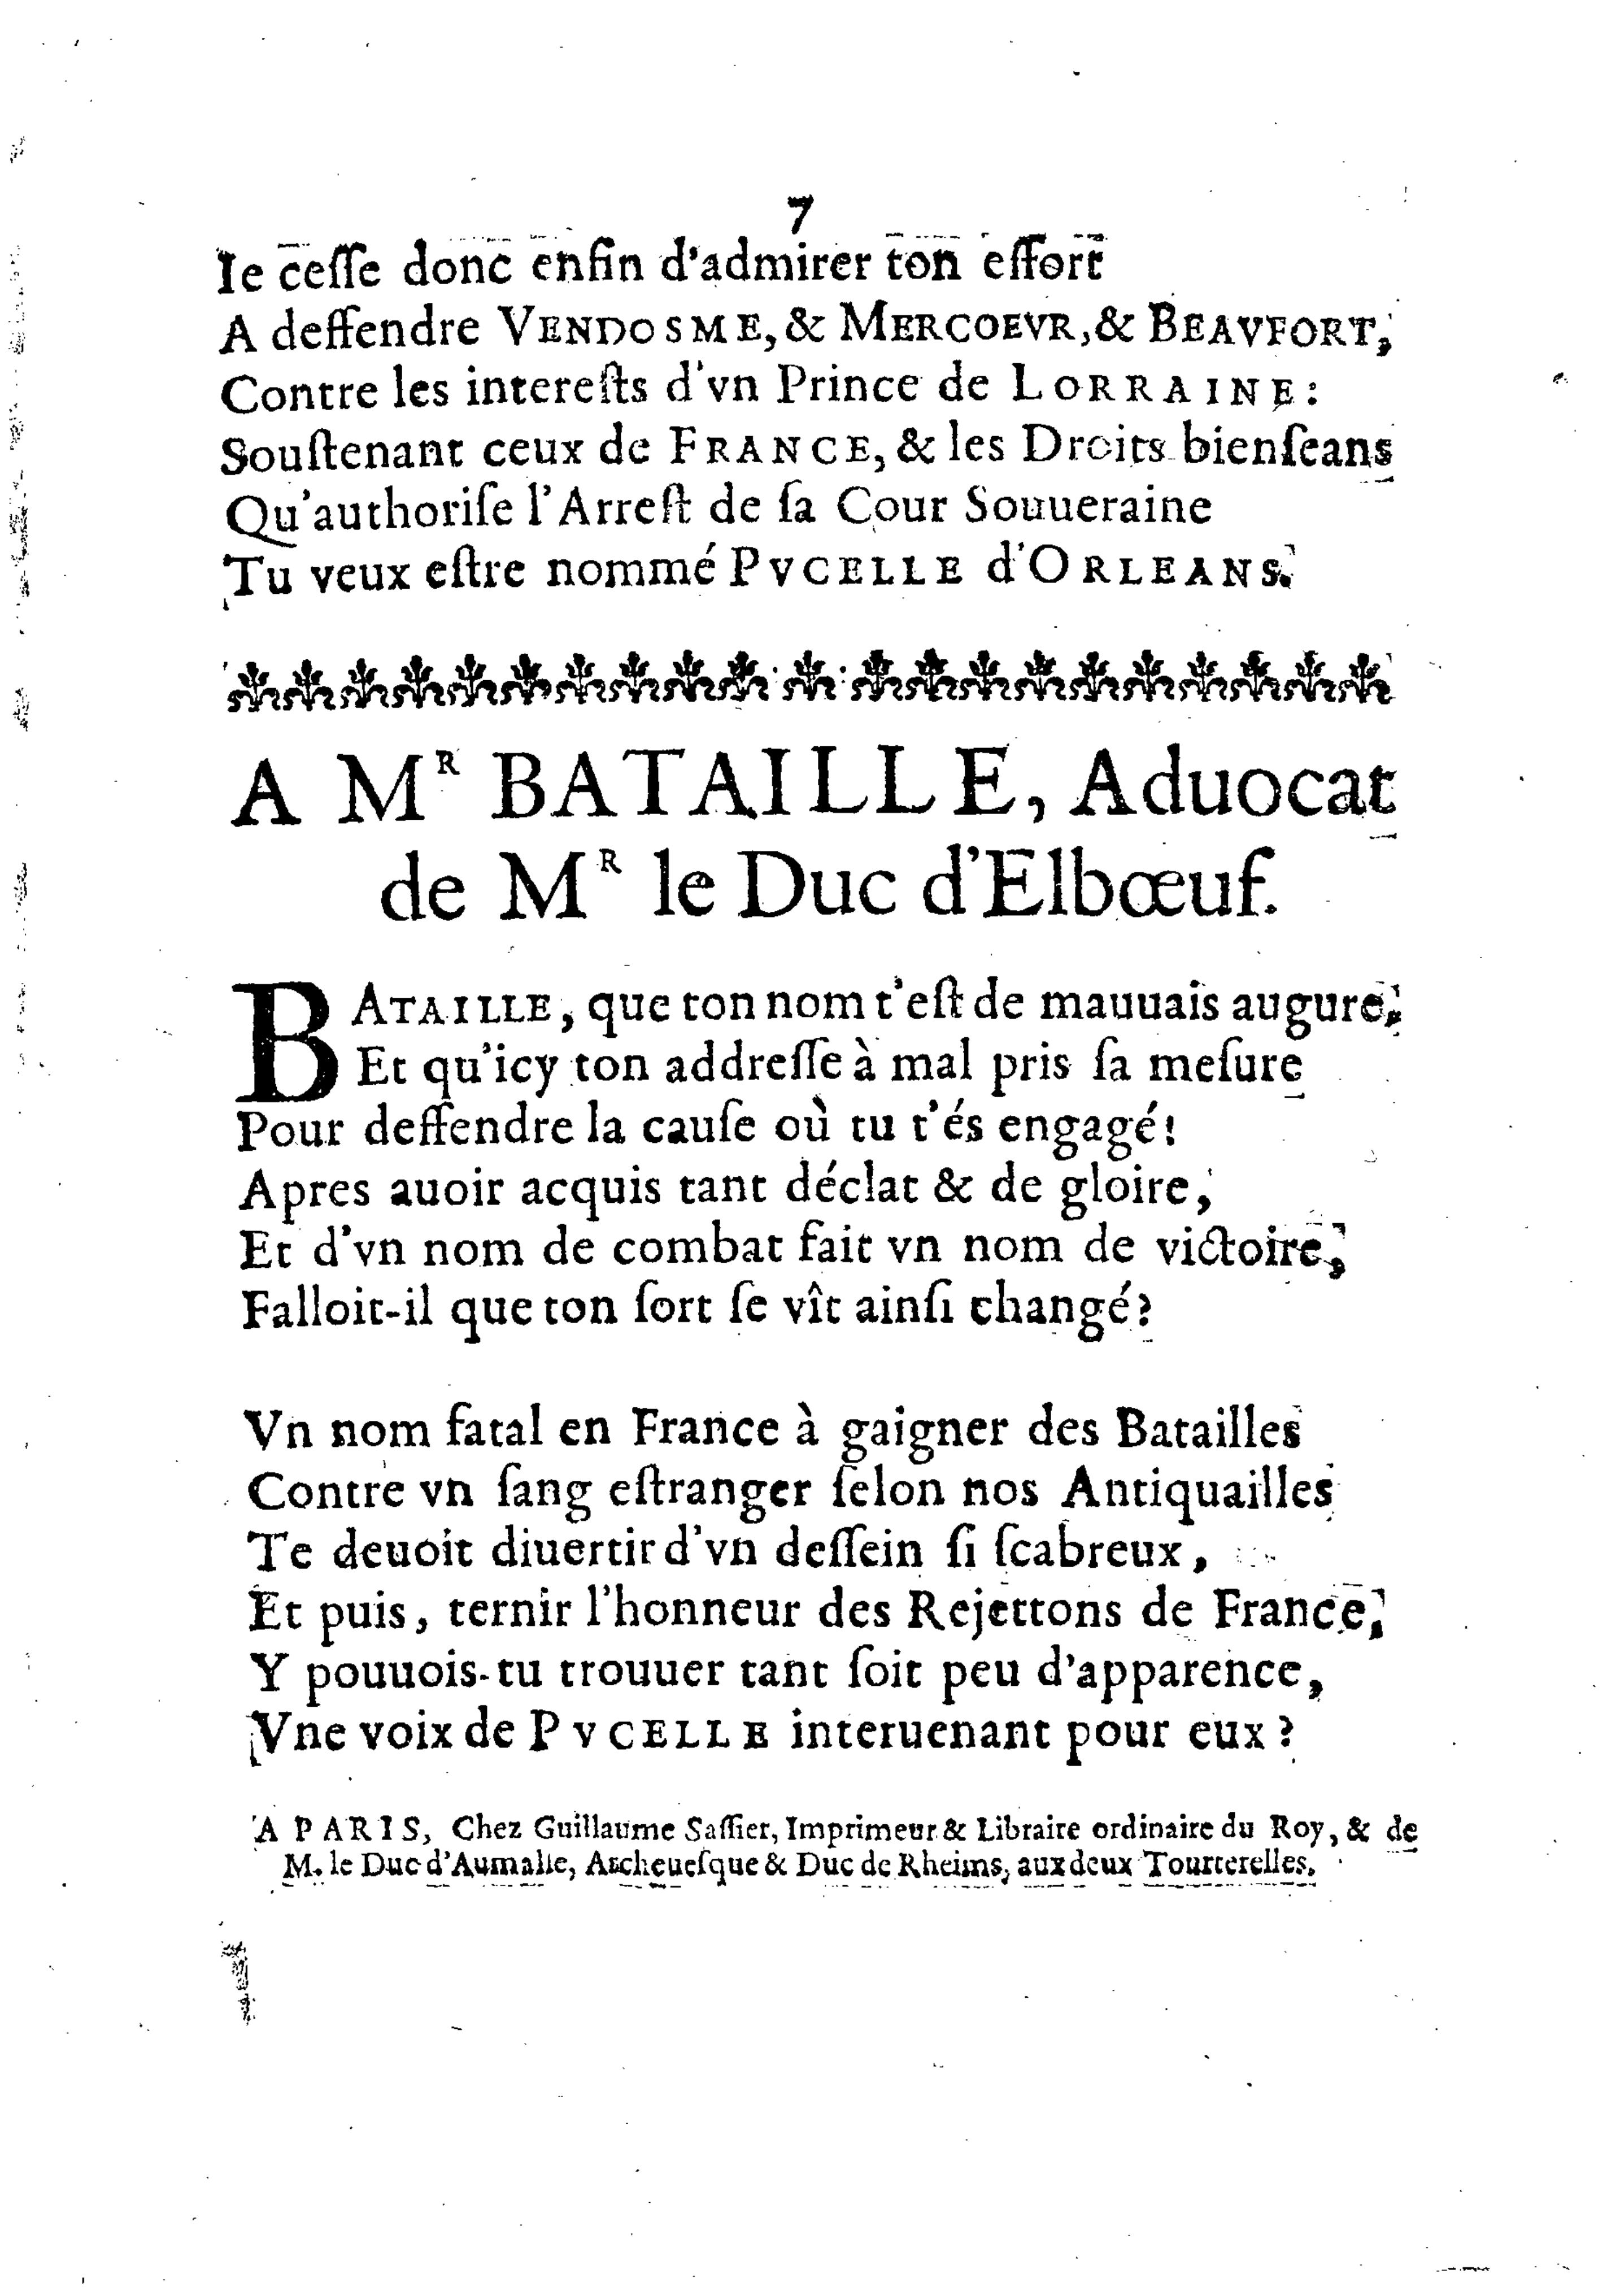 7
Ie ceſſe donc enfin d'admirer ton effort
A deffendre VENDOSME, & MERCOEVR, & BEAVFORT,
Contre les intereſts d'vn Prince de LORRAINE:
Souſtenant ceux de FRANCE, & les Droits bienſeans
Qu'authoriſe l'Arreſt de ſa Cour Souueraine
Tu veux eſtre nommé PVCELLE d'ORLEANS.
A MR BATAILLE, Aduocat
de MR le Duc d'Elbœuf.
BATAILLE, que ton nom t'eſt de mauuais augure,
Et qu'icy ton addreſſe à mal pris ſa meſure
Pour deffendre la cauſe où tu t'és engagé!
Apres auoir acquis tant déclat & de gloire,
Et d'vn nom de combat fait vn nom de victoire,
Falloit-il que ton ſort ſe vît ainſi changé?
Vn nom fatal en France à gaigner des Batailles
Contre vn ſang eſtranger ſelon nos Antiquailles
Te deuoit diuertir d'vn deſſein ſi ſcabreux,
Et puis, ternir l'honneur des Rejettons de France,
Y pouuois-tu trouuer tant ſoit peu d'apparence,
Vne voix de PVCELLE interuenant pour eux?
A PARIS, Chez Guillaume Saſſier, Imprimeur & Libraire ordinaire du Roy, & de
M. le Duc d'Aumalle, Archeueſque & Duc de Rheims, aux deux Tourterelles.